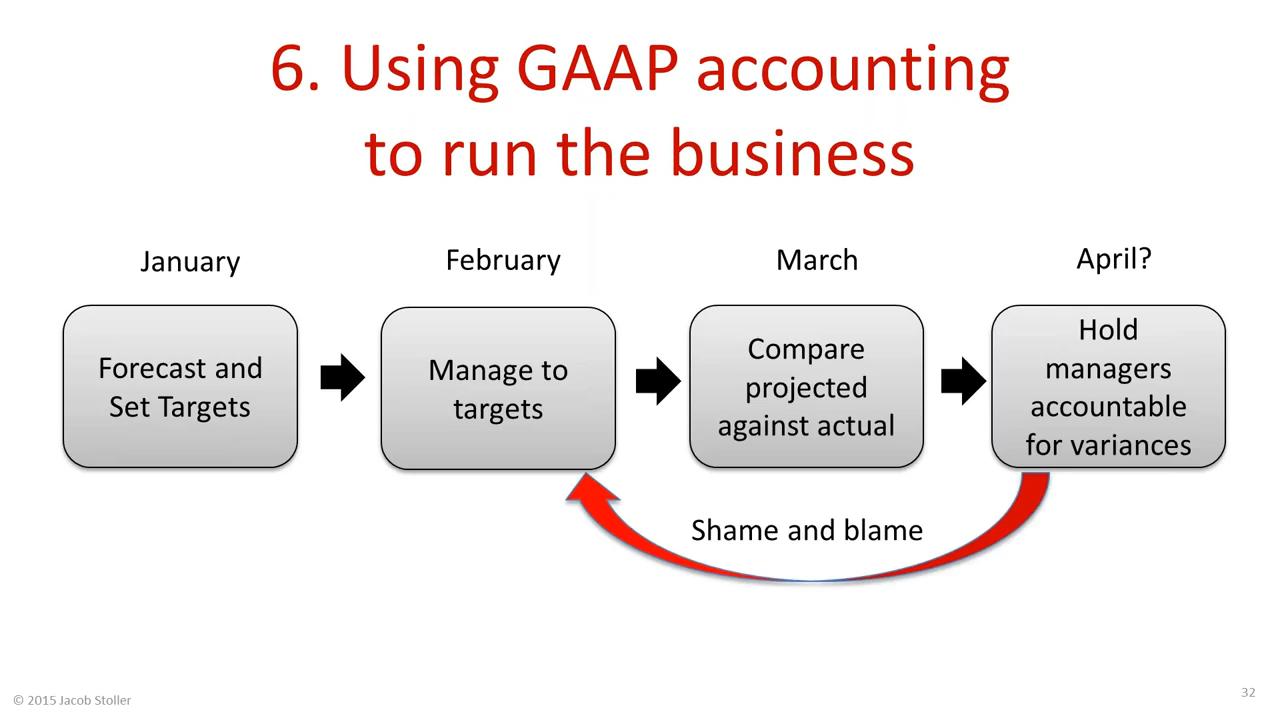 6. Using GAAP accounting
to run the business
January
February
March
April?
Forecast and
Set Targets
Manage to
targets
Compare
projected
against actual
Hold
managers
accountable
for variances
Shame and blame
© 2015 Jacob Stoller
32